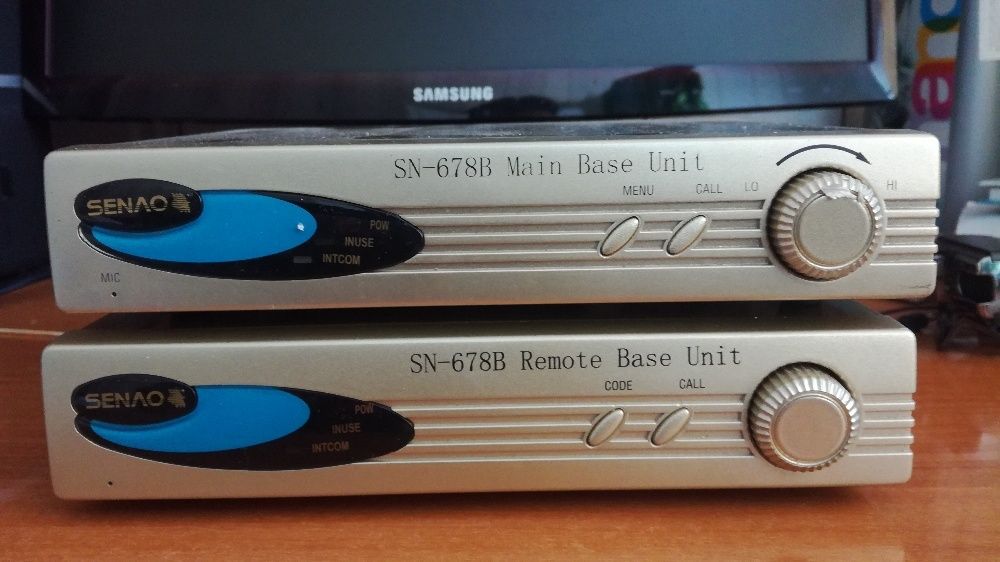 SAMSUNG
SN-678B Main Base Unit
MENU CALL LO HI
SENAO
POW
INUSE
INTCOM
MIC
SN-678B Remote Base Unit
CODE CALL
SENAO
POW
INUSE
INTCOM